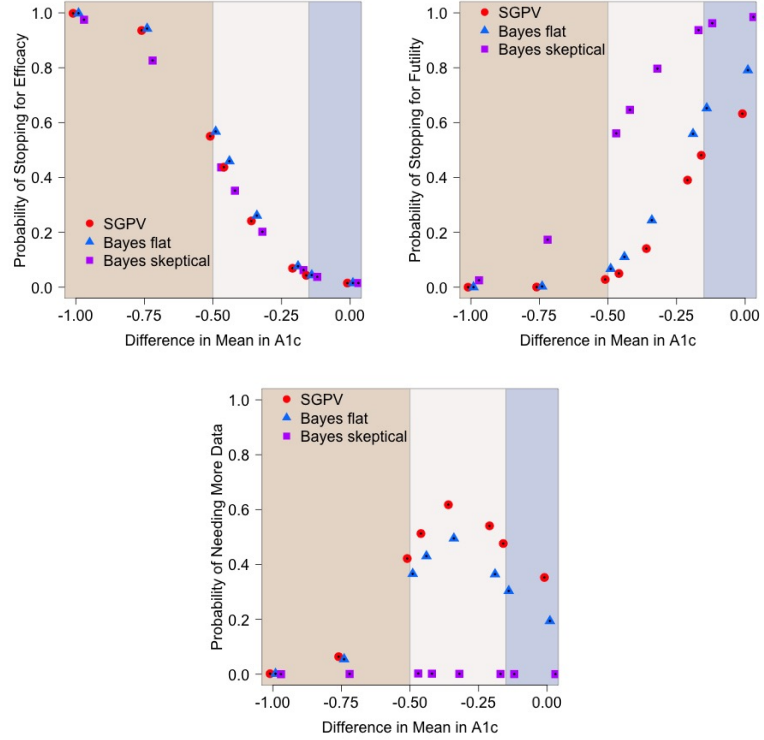 Probability of Stopping for Efficacy
1.0
0.8
0.6
0.4
0.2
0.0
SGPV
Bayes flat
Bayes skeptical
-1.00 -0.75 -0.50 -0.25 0.00
Difference in Mean in A1c
Probability of Stopping for Futility
SGPV
Bayes flat
Bayes skeptical
1.0
0.8
0.6
0.4
0.2
0.0
-1.00 -0.75 -0.50 -0.25 0.00
Difference in Mean in A1c
Probability of Needing More Data
SGPV
Bayes flat
Bayes skeptical
1.0
0.8
0.6
0.4
0.2
0.0
-1.00 -0.75 -0.50 -0.25 0.00
Difference in Mean in A1c